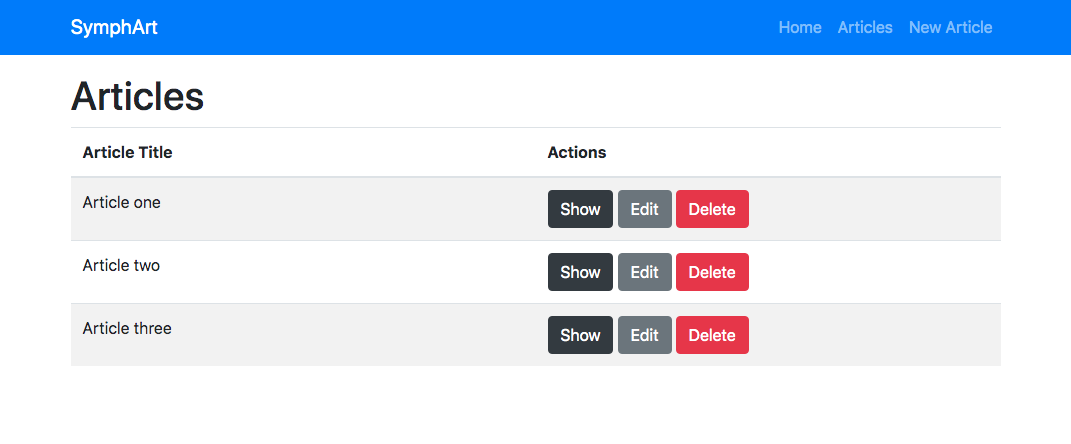 SymphArt Home Articles New Article
Articles
Article Title Actions
Article one Show Edit Delete
Article two Show Edit Delete
Article three Show Edit Delete